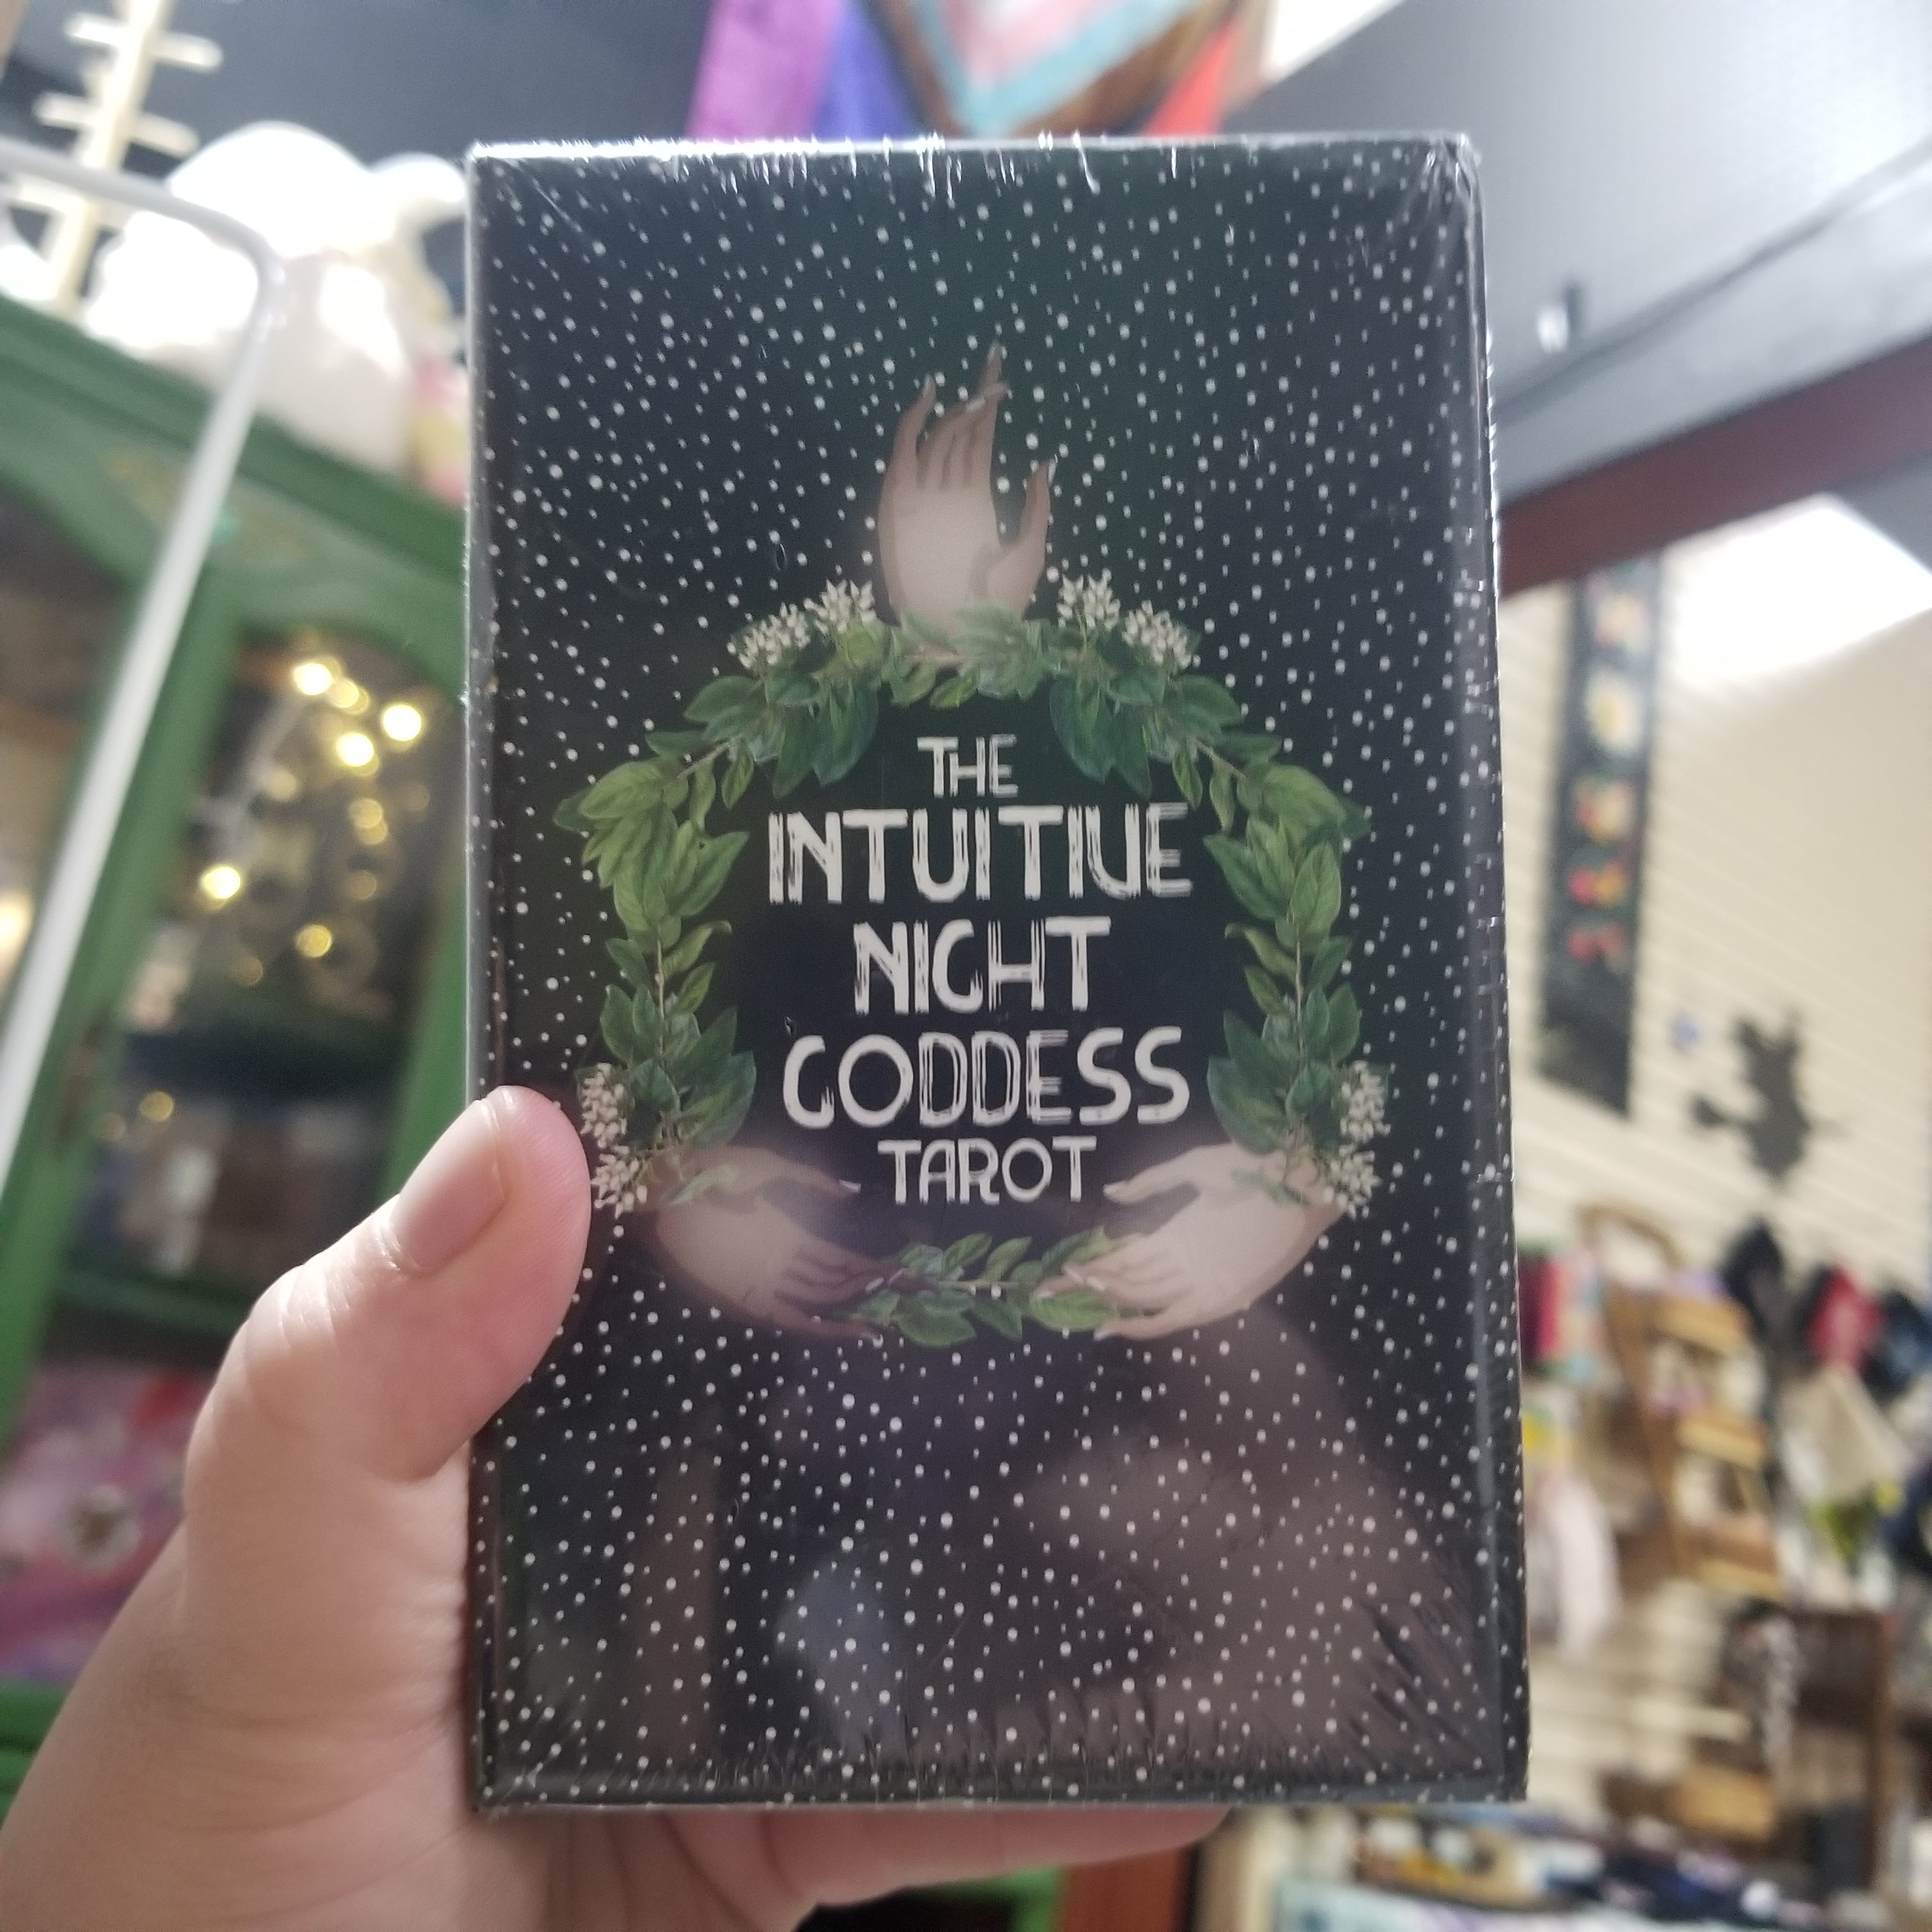 THE
INTUITIVE
NIGHT
GODDESS
TAROT